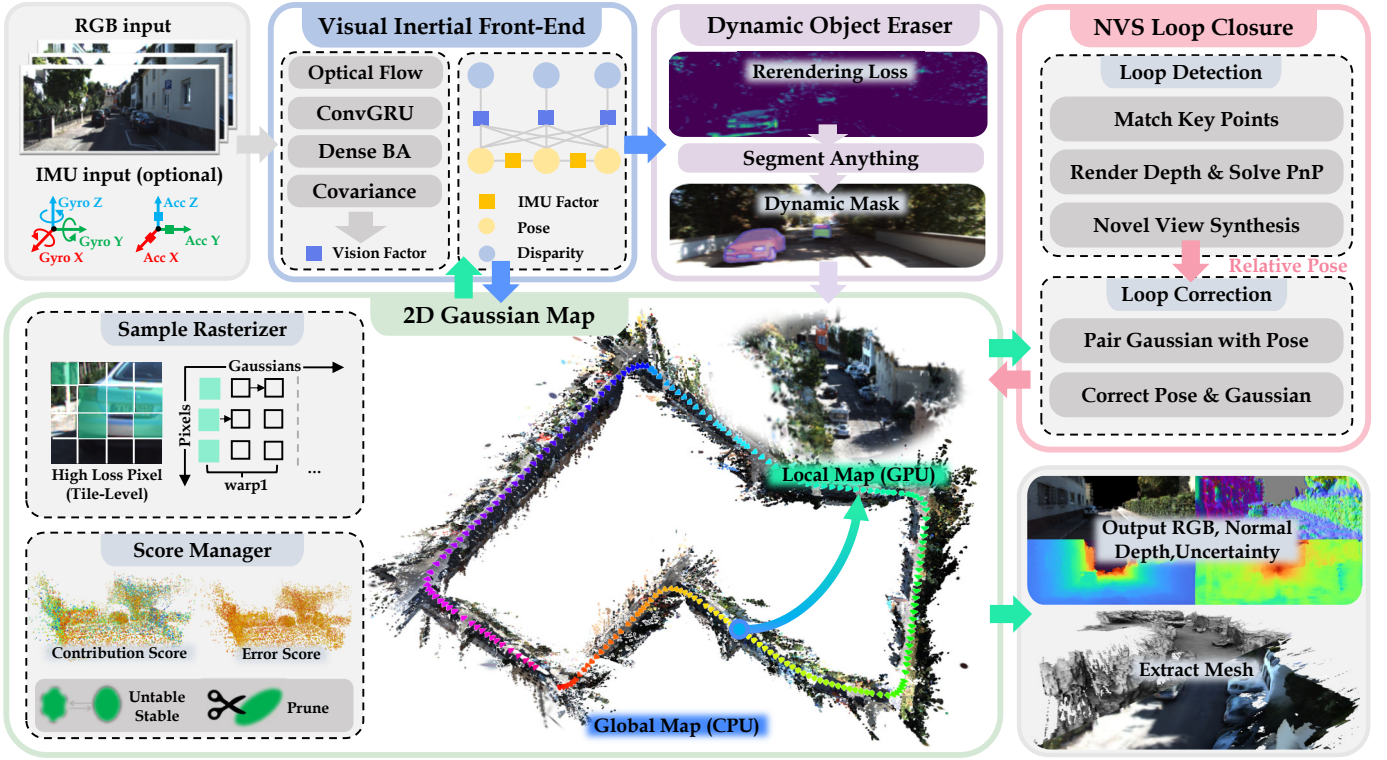 RGB input
IMU input (optional)
Gyro Z
Gyro Y
Gyro X
Acc Z
Acc Y
Acc X
Visual Inertial Front-End
Optical Flow
ConvGRU
Dense BA
Covariance
Vision Factor
IMU Factor
Pose
Disparity
Dynamic Object Eraser
Rerendering Loss
Segment Anything
Dynamic Mask
NVS Loop Closure
Loop Detection
Match Key Points
Render Depth & Solve PnP
Novel View Synthesis
Relative Pose
Loop Correction
Pair Gaussian with Pose
Correct Pose & Gaussian
2D Gaussian Map
Sample Rasterizer
Gaussians
Pixels
High Loss Pixel
(Tile-Level)
warp1
...
Score Manager
Contribution Score
Error Score
Untable
Stable
Prune
Local Map (GPU)
Global Map (CPU)
Output RGB, Normal
Depth,Uncertainty
Extract Mesh